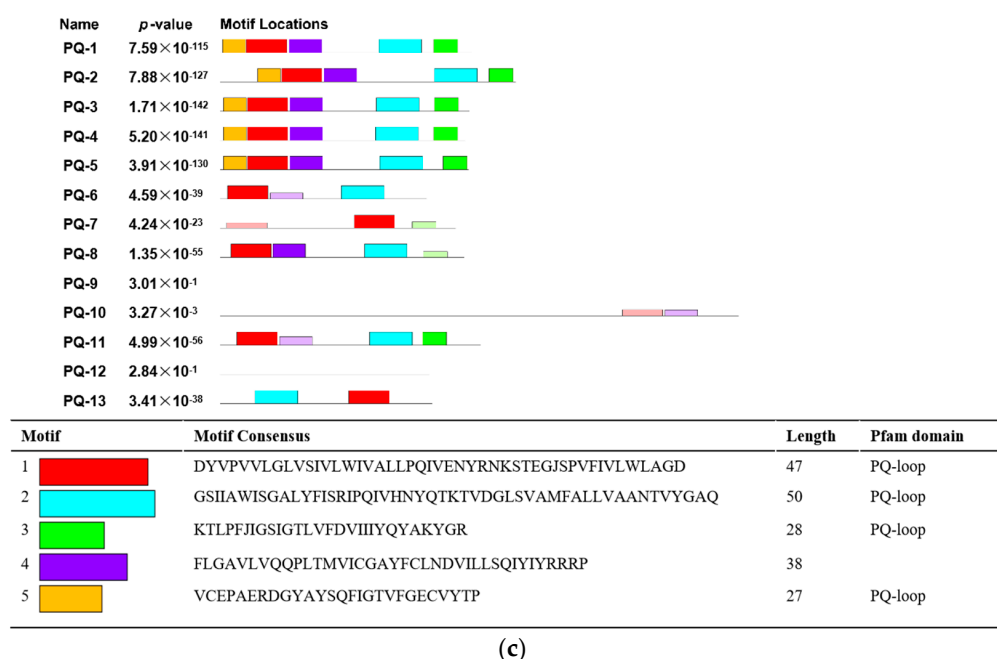 Name p-value Motif Locations
PQ-1 7.59×10-115
PQ-2 7.88×10-127
PQ-3 1.71×10-142
PQ-4 5.20×10-141
PQ-5 3.91×10-130
PQ-6 4.59×10-39
PQ-7 4.24×10-23
PQ-8 1.35×10-55
PQ-9 3.01×10-1
PQ-10 3.27×10-3
PQ-11 4.99×10-56
PQ-12 2.84×10-1
PQ-13 3.41×10-38
Motif Motif Consensus Length Pfam domain
1 DYVPVVLGLVSIVLWIVALLPQIVENYRNKSTEGJSPVFIVLWLAGD 47 PQ-loop
2 GSIIAWISGALYFISRIPQIVHNYQTKTVDGLSVAMFALLVAANTVYGAQ 50 PQ-loop
3 KTLPFJIGSIGTLVFDVIIIYQYAKYGR 28 PQ-loop
4 FLGAVLVQQPLTMVICGAYFCLNDVILLSQIYIYRRRP 38
5 VCEPAERDGYAYSQFIGTVFGECVYTP 27 PQ-loop
(c)